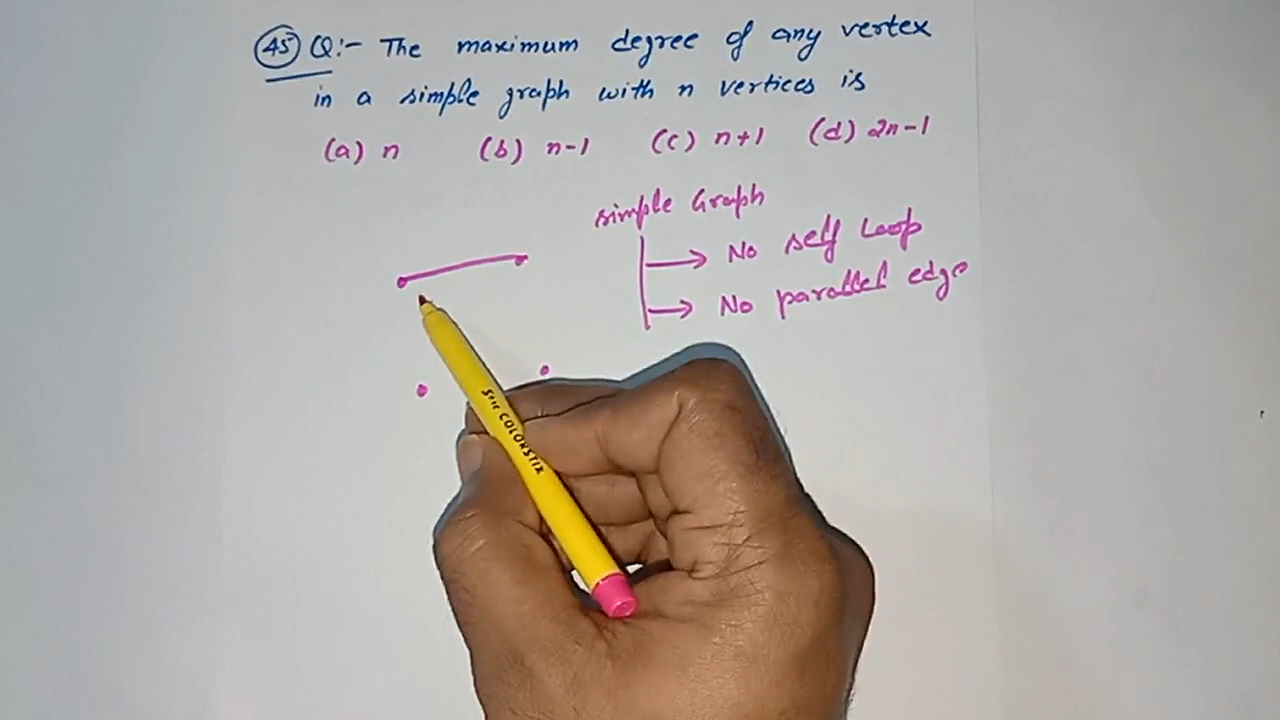 45 Q:- The maximum degree of any vertex
in a simple graph with n vertices is
(a) n (b) n-1 (c) n+1 (d) 2n-1
simple Graph
No self Loop
No parallel edge
COLORSTIX